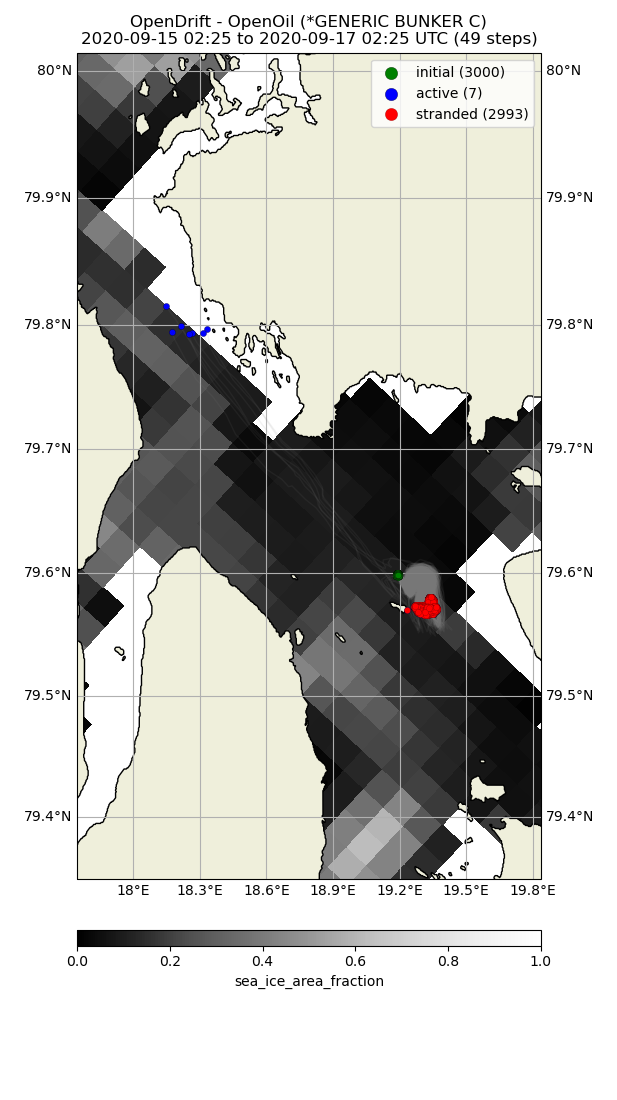 OpenDrift - OpenOil (*GENERIC BUNKER C)
2020-09-15 02:25 to 2020-09-17 02:25 UTC (49 steps)
initial (3000)
active (7)
stranded (2993)
80°N 80°N
79.9°N 79.9°N
79.8°N 79.8°N
79.7°N 79.7°N
79.6°N 79.6°N
79.5°N 79.5°N
79.4°N 79.4°N
18°E 18.3°E 18.6°E 18.9°E 19.2°E 19.5°E 19.8°E
0.0 0.2 0.4 0.6 0.8 1.0
sea_ice_area_fraction